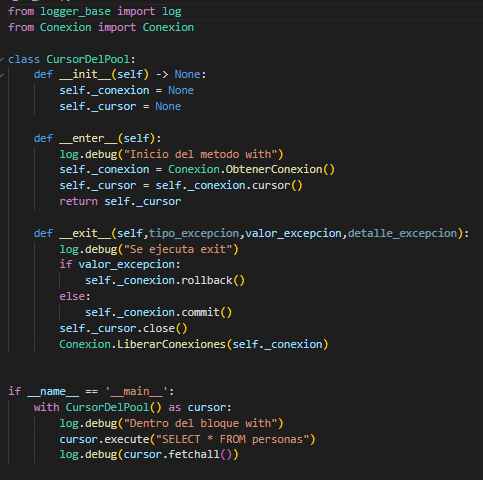 from logger_base import log
from Conexion import Conexion
class CursorDelPool:
    def __init__(self) -> None:
        self._conexion = None
        self._cursor = None
    def __enter__(self):
        log.debug("Inicio del metodo with")
        self._conexion = Conexion.ObtenerConexion()
        self._cursor = self._conexion.cursor()
        return self._cursor
    def __exit__(self,tipo_excepcion,valor_excepcion,detalle_excepcion):
        log.debug("Se ejecuta exit")
        if valor_excepcion:
            self._conexion.rollback()
        else:
            self._conexion.commit()
        self._cursor.close()
        Conexion.LiberarConexiones(self._conexion)
if __name__ == '__main__':
    with CursorDelPool() as cursor:
        log.debug("Dentro del bloque with")
        cursor.execute("SELECT * FROM personas")
        log.debug(cursor.fetchall())